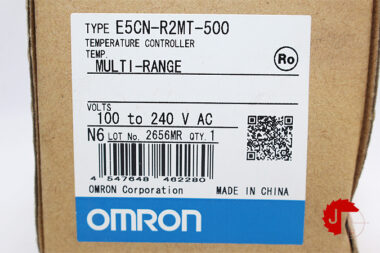 TYPE E5CN-R2MT-500
TEMPERATURE CONTROLLER
TEMP.
MULTI-RANGE
Ro
VOLTS
100 to 240 V AC
N6 LOT No. 2656MR QTY. 1
4 547648 462280
OMRON Corporation MADE IN CHINA
OMRON